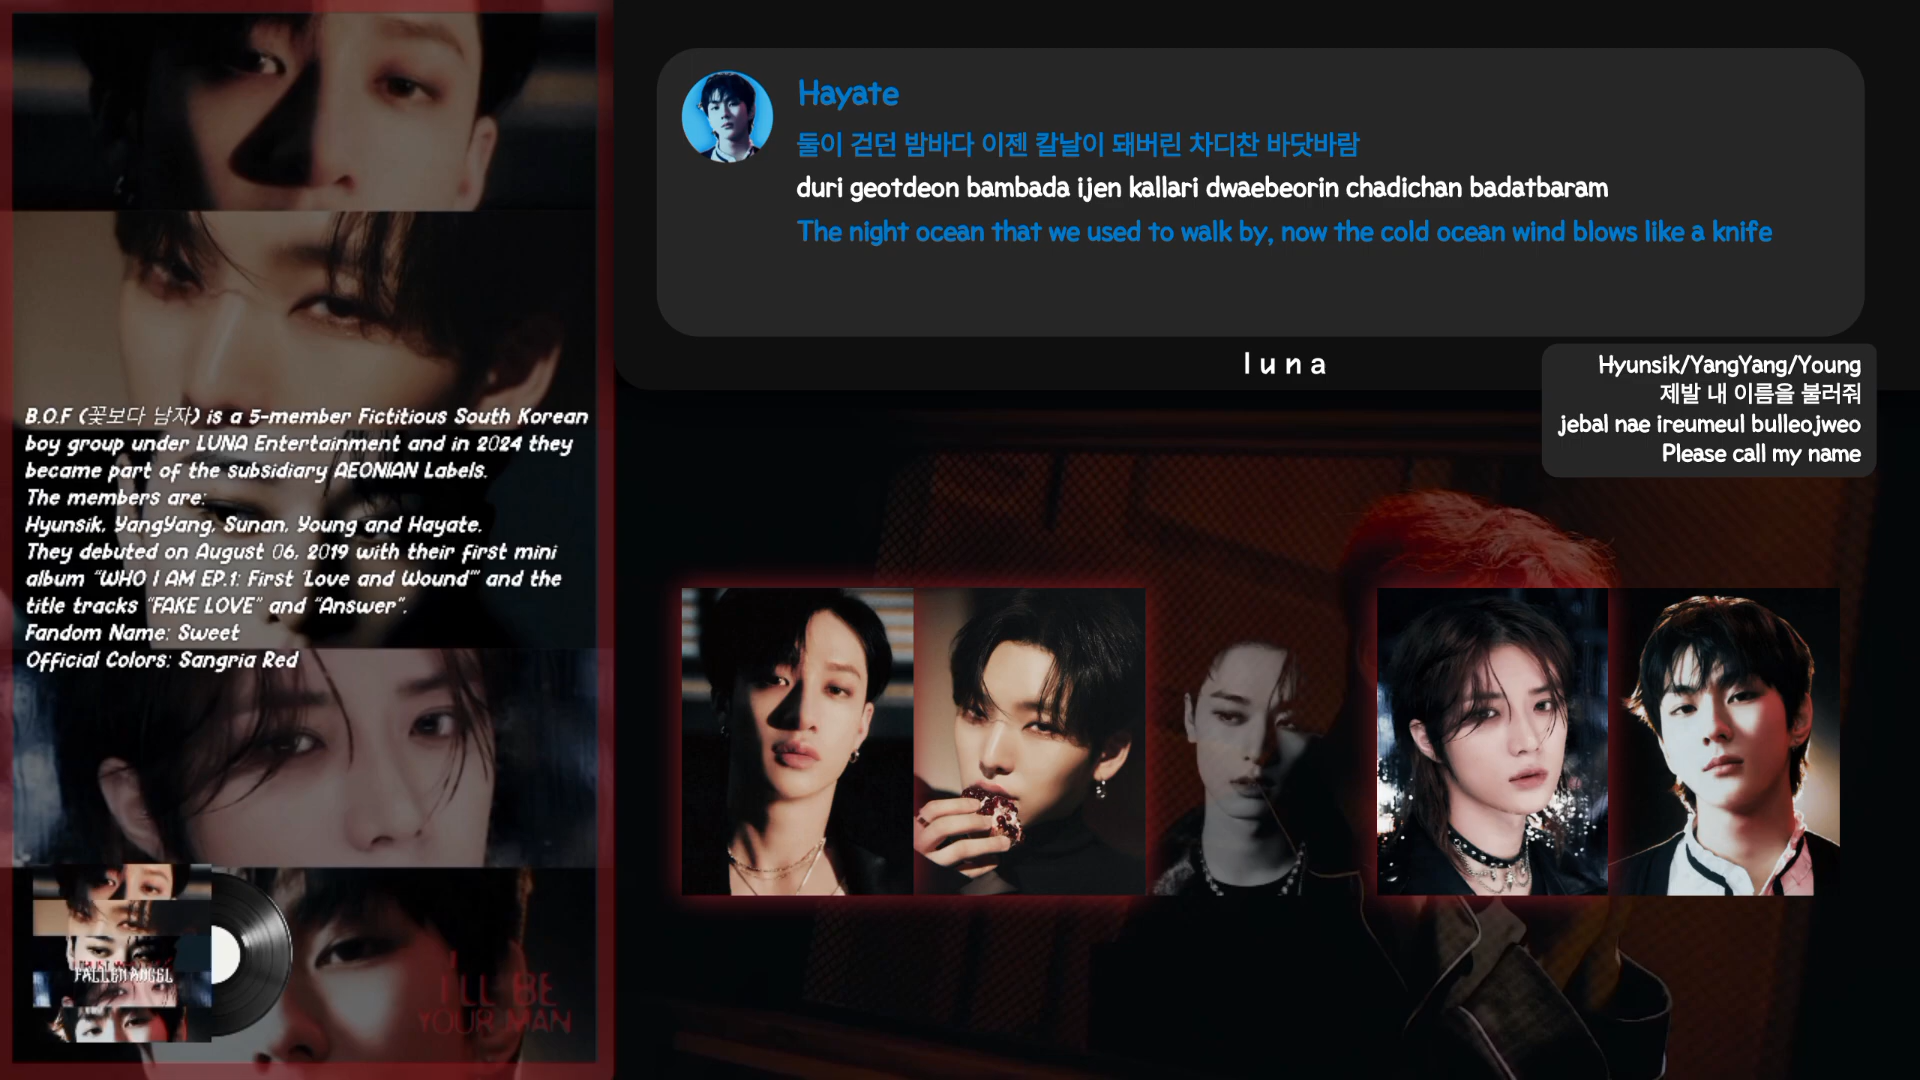 B.O.F (꽃보다 남자) is a 5-member Fictitious South Korean
boy group under LUNA Entertainment and in 2024 they
became part of the subsidiary AEONIAN Labels.
The members are:
Hyunsik, YangYang, Sunan, Young and Hayate.
They debuted on August 06, 2019 with their first mini
album "WHO I AM EP.1: First 'Love and Wound'" and the
title tracks "FAKE LOVE" and "Answer".
Fandom Name: Sweet
Official Colors: Sangria Red
FALLEN ANGEL
I'LL BE
YOUR MAN
Hayate
둘이 걷던 밤바다 이젠 칼날이 돼버린 차디찬 바닷바람
duri geotdeon bambada ijen kallari dwaebeorin chadichan badatbaram
The night ocean that we used to walk by, now the cold ocean wind blows like a knife
luna
Hyunsik/YangYang/Young
제발 내 이름을 불러줘
jebal nae ireumeul bulleojweo
Please call my name